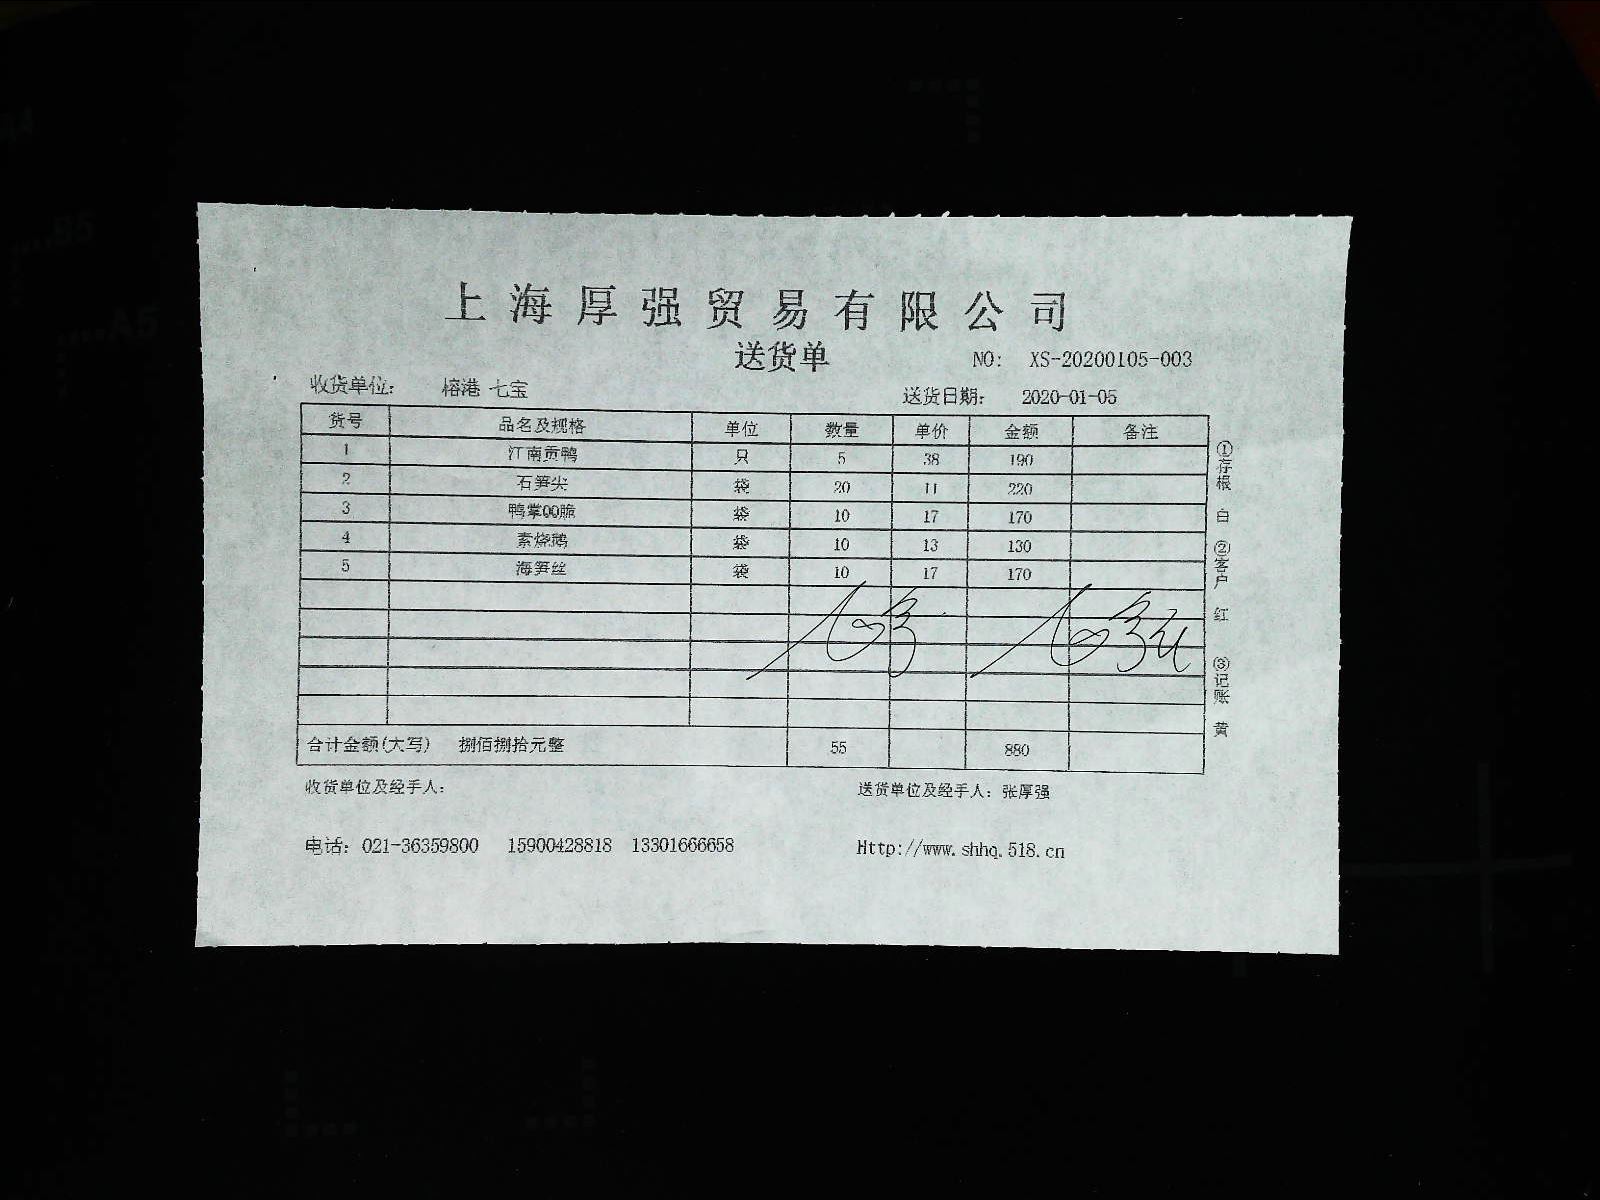 上海厚强贸易有限公司
送货单
NO: XS-20200105-003
收货单位: 榕港 七宝
送货日期: 2020-01-05
货号 品名及规格 单位 数量 单价 金额 备注
1 江南贡鸭 只 5 38 190
2 石笋尖 袋 20 11 220
3 鸭掌QQ脆 袋 10 17 170
4 素烧鹅 袋 10 13 130
5 海笋丝 袋 10 17 170
合计金额(大写) 捌佰捌拾元整 55 880
①存根 白 ②客户 红 ③记账 黄
收货单位及经手人:
送货单位及经手人: 张厚强
电话: 021-36359800 15900428818 13301666658
Http://www.shhq.518.cn
A5
B5